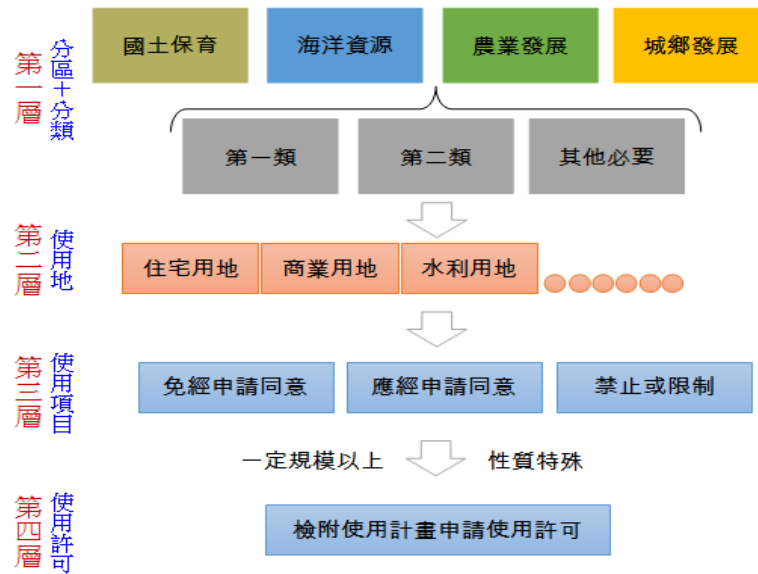 第一層
分區＋分類
國土保育
海洋資源
農業發展
城鄉發展
第一類
第二類
其他必要
第二層
使用地
住宅用地
商業用地
水利用地
第三層
使用項目
免經申請同意
應經申請同意
禁止或限制
一定規模以上
性質特殊
第四層
使用許可
檢附使用計畫申請使用許可